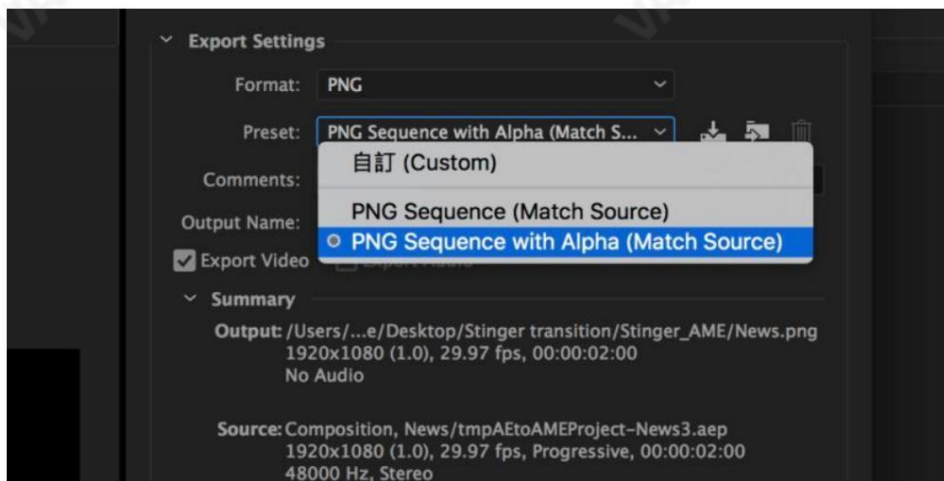 Export Settings
Format: PNG
Preset: PNG Sequence with Alpha (Match S...
自訂 (Custom)
Comments:
PNG Sequence (Match Source)
Output Name:
PNG Sequence with Alpha (Match Source)
Export Video
Summary
Output: /Users/...e/Desktop/Stinger transition/Stinger_AME/News.png
1920x1080 (1.0), 29.97 fps, 00:00:02:00
No Audio
Source: Composition, News/tmpAEtoAMEProject-News3.aep
1920x1080 (1.0), 29.97 fps, Progressive, 00:00:02:00
48000 Hz, Stereo